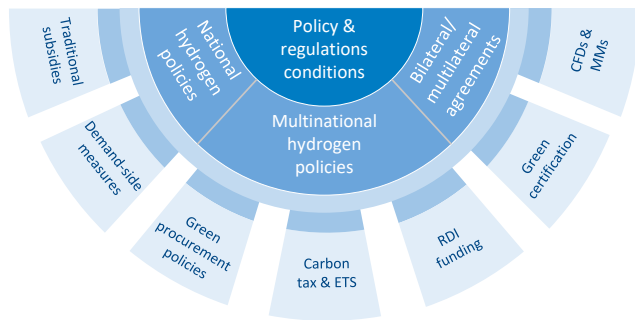 Policy &
regulations
conditions
National
hydrogen
policies
Multinational
hydrogen
policies
Bilateral/
multilateral
agreements
Traditional
subsidies
Demand-side
measures
Green
procurement
policies
Carbon
tax & ETS
RDI
funding
Green
certification
CFDs &
MMs